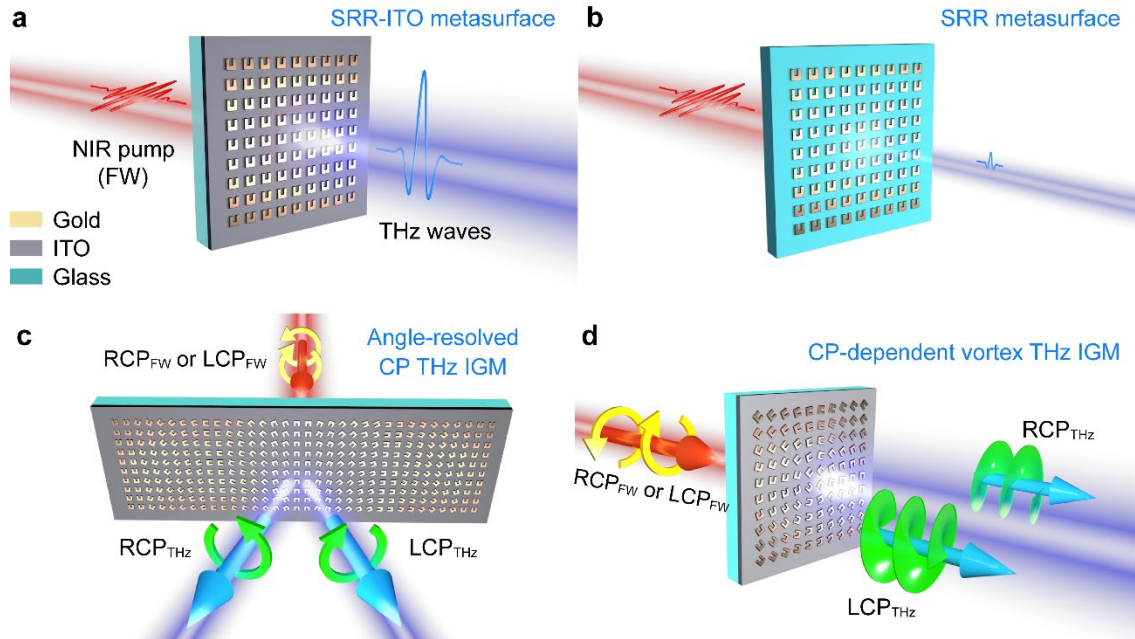 a
SRR-ITO metasurface
NIR pump
(FW)
Gold
ITO
Glass
THz waves
b
SRR metasurface
c
Angle-resolved
CP THz IGM
RCPFW or LCPFW
RCPTHz
LCPTHz
d
CP-dependent vortex THz IGM
RCPFW or LCPFW
RCPTHz
LCPTHz